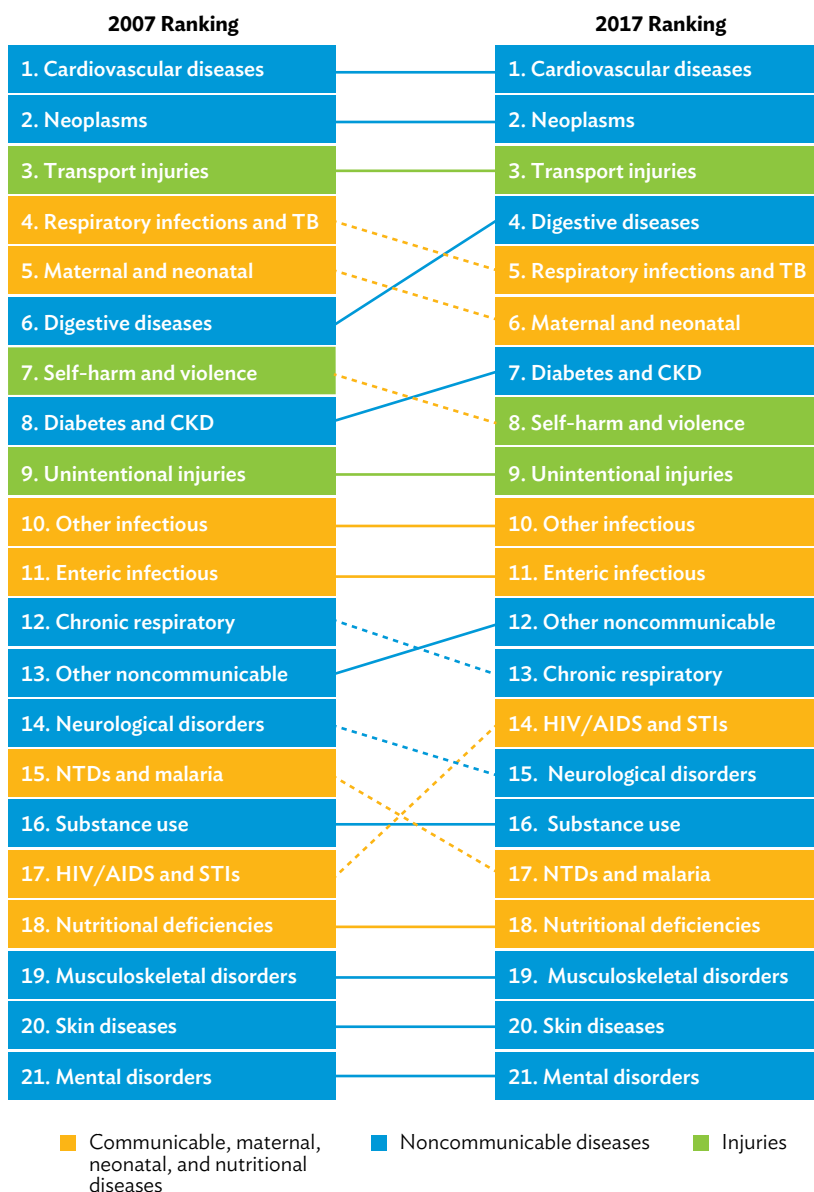 2007 Ranking
1. Cardiovascular diseases
2. Neoplasms
3. Transport injuries
4. Respiratory infections and TB
5. Maternal and neonatal
6. Digestive diseases
7. Self-harm and violence
8. Diabetes and CKD
9. Unintentional injuries
10. Other infectious
11. Enteric infectious
12. Chronic respiratory
13. Other noncommunicable
14. Neurological disorders
15. NTDs and malaria
16. Substance use
17. HIV/AIDS and STIs
18. Nutritional deficiencies
19. Musculoskeletal disorders
20. Skin diseases
21. Mental disorders
2017 Ranking
1. Cardiovascular diseases
2. Neoplasms
3. Transport injuries
4. Digestive diseases
5. Respiratory infections and TB
6. Maternal and neonatal
7. Diabetes and CKD
8. Self-harm and violence
9. Unintentional injuries
10. Other infectious
11. Enteric infectious
12. Other noncommunicable
13. Chronic respiratory
14. HIV/AIDS and STIs
15. Neurological disorders
16. Substance use
17. NTDs and malaria
18. Nutritional deficiencies
19. Musculoskeletal disorders
20. Skin diseases
21. Mental disorders
Communicable, maternal,
neonatal, and nutritional
diseases
Noncommunicable diseases
Injuries